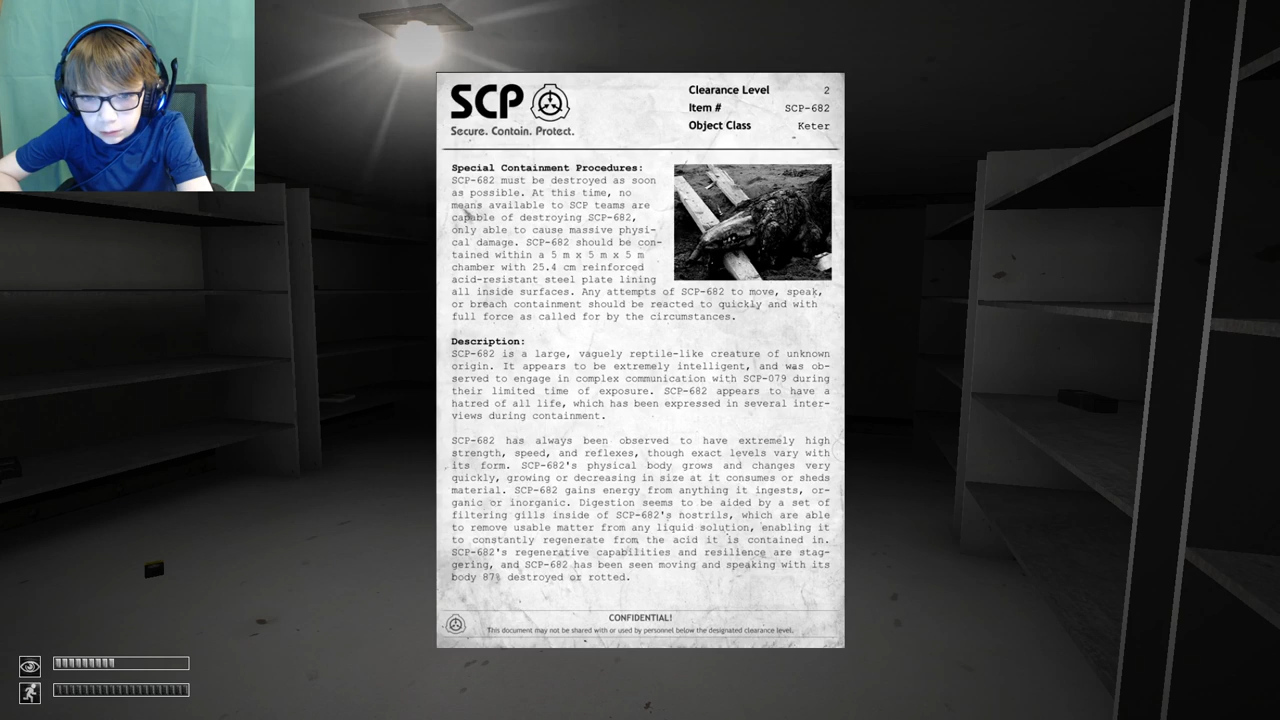 SCP
Secure. Contain. Protect.
Clearance Level 2
Item # SCP-682
Object Class Keter
Special Containment Procedures:
SCP-682 must be destroyed as soon
as possible. At this time, no
means available to SCP teams are
capable of destroying SCP-682,
only able to cause massive physi-
cal damage. SCP-682 should be con-
tained within a 5 m x 5 m x 5 m
chamber with 25.4 cm reinforced
acid-resistant steel plate lining
all inside surfaces. Any attempts of SCP-682 to move, speak,
or breach containment should be reacted to quickly and with
full force as called for by the circumstances.
Description:
SCP-682 is a large, vaguely reptile-like creature of unknown
origin. It appears to be extremely intelligent, and was ob-
served to engage in complex communication with SCP-079 during
their limited time of exposure. SCP-682 appears to have a
hatred of all life, which has been expressed in several inter-
views during containment.
SCP-682 has always been observed to have extremely high
strength, speed, and reflexes, though exact levels vary with
its form. SCP-682's physical body grows and changes very
quickly, growing or decreasing in size at it consumes or sheds
material. SCP-682 gains energy from anything it ingests, or-
ganic or inorganic. Digestion seems to be aided by a set of
filtering gills inside of SCP-682's nostrils, which are able
to remove usable matter from any liquid solution, enabling it
to constantly regenerate from the acid it is contained in.
SCP-682's regenerative capabilities and resilience are stag-
gering, and SCP-682 has been seen moving and speaking with its
body 87% destroyed or rotted.
CONFIDENTIAL!
This document may not be shared with or used by personnel below the designated clearance level.